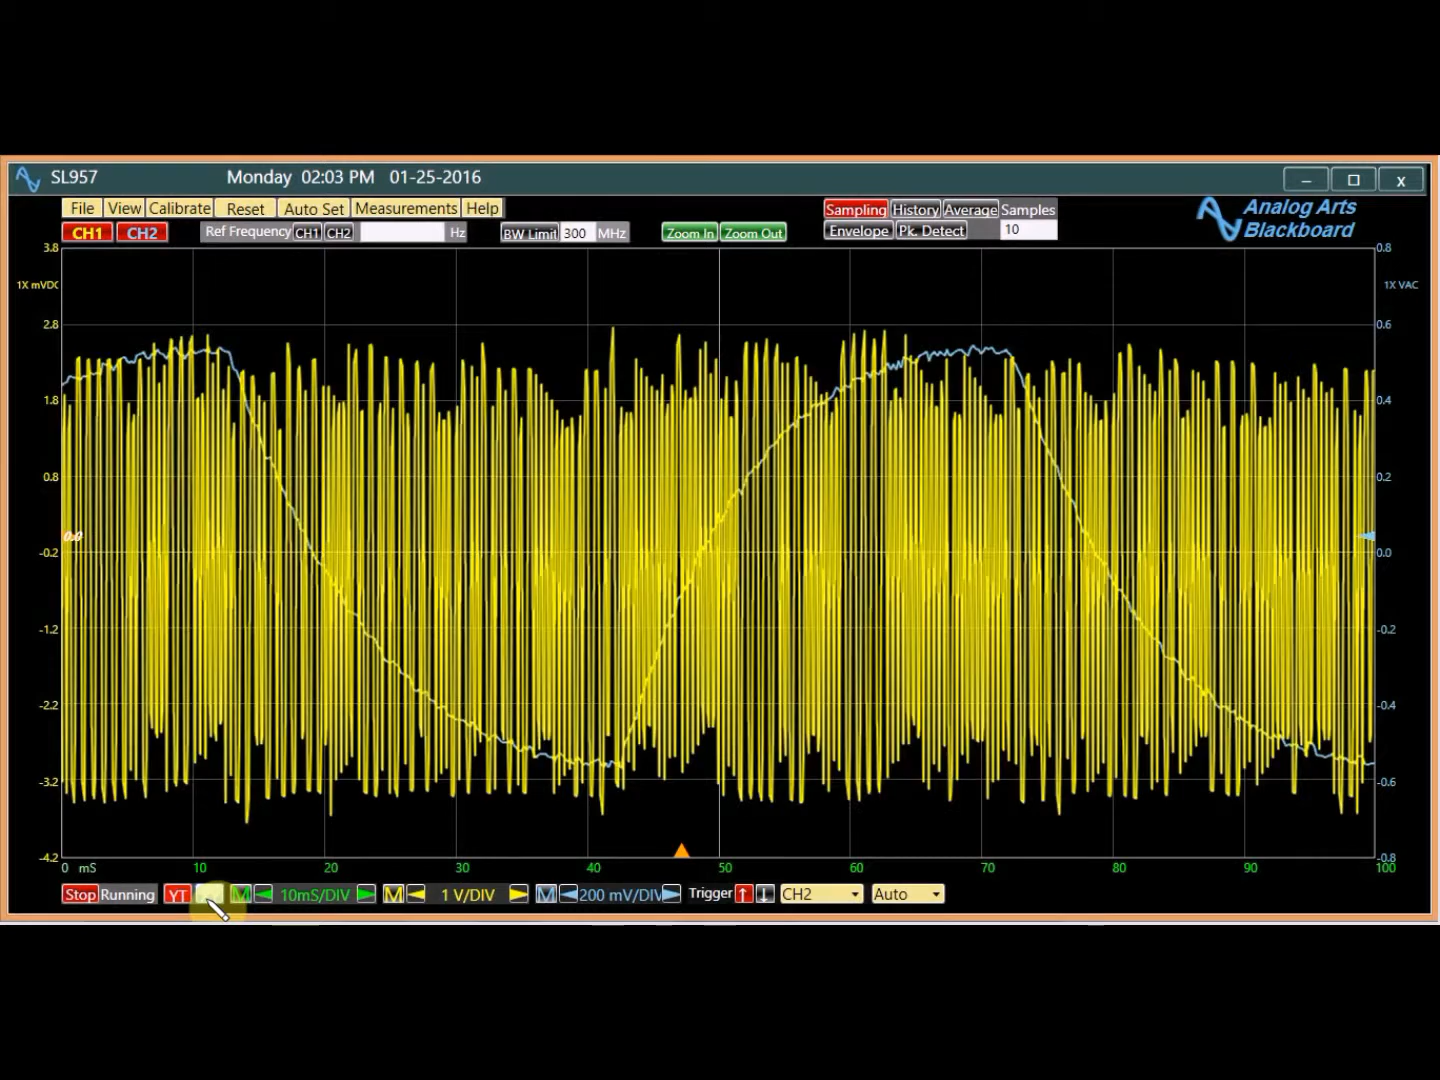 SL957 Monday 02:03 PM 01-25-2016
File View Calibrate Reset Auto Set Measurements Help
Sampling History Average Samples
Analog Arts
Blackboard
CH1 CH2 Ref Frequency CH1 CH2 Hz BW Limit 300 MHz Zoom In Zoom Out Envelope Pk. Detect 10
3.8 0.8
1X mVDC 1X VAC
2.8 0.6
1.8 0.4
0.8 0.2
-0.2 0.0
-1.2 -0.2
-2.2 -0.4
-3.2 -0.6
-4.2 -0.8
0 mS 10 20 30 40 50 60 70 80 90 100
Stop Running YT M 10mS/DIV M 1 V/DIV M 200 mV/DIV Trigger CH2 Auto